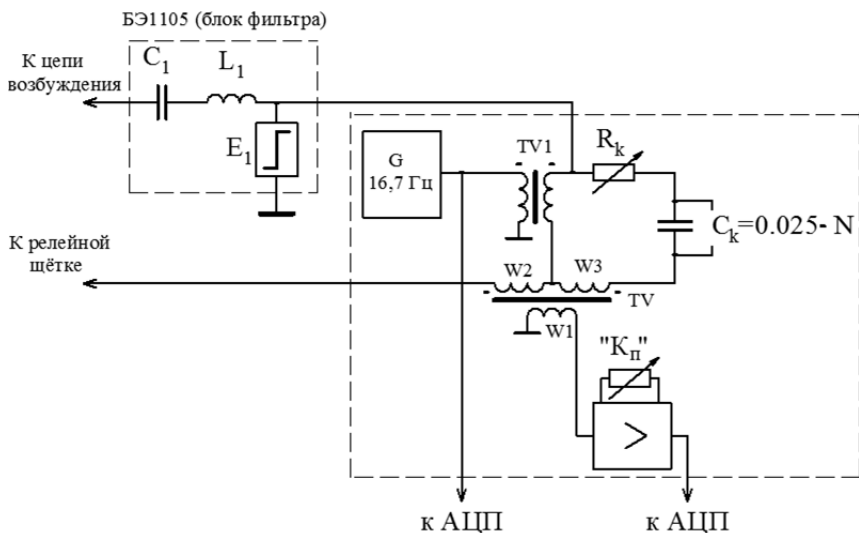 БЭ1105 (блок фильтра)
К цепи
возбуждения
C1
L1
E1
G
16,7 Гц
TV1
Rk
Ck=0.025- N
К релейной
щётке
W2
W3
TV
W1
"Кп"
>
к АЦП
к АЦП